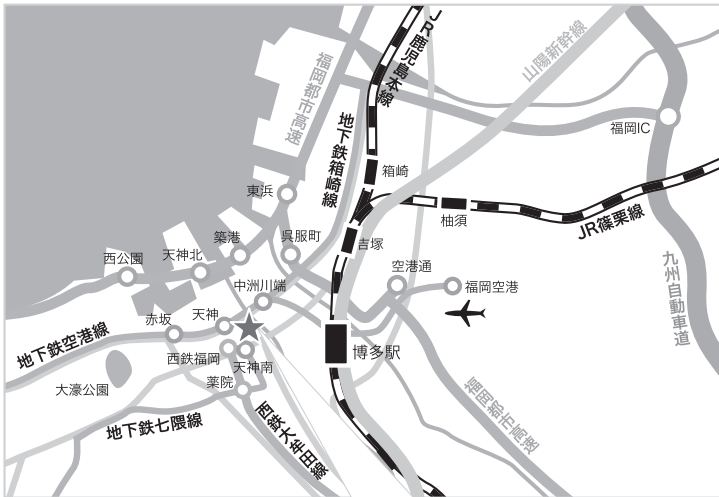 JR鹿児島本線
山陽新幹線
福岡都市高速
地下鉄箱崎線
福岡IC
箱崎
東浜
柚須
JR篠栗線
築港
呉服町
吉塚
天神北
西公園
空港通
福岡空港
中洲川端
九州自動車道
赤坂
天神
地下鉄空港線
博多駅
西鉄福岡
天神南
大濠公園
薬院
福岡都市高速
地下鉄七隈線
西鉄大牟田線